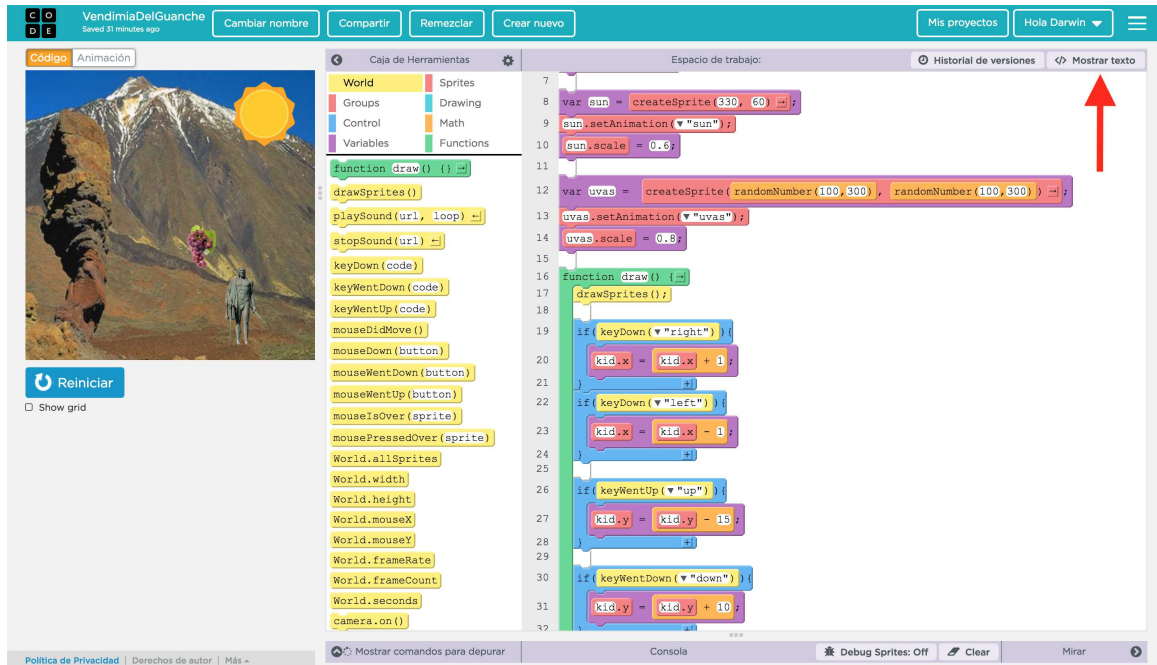 CODE
VendimiaDelGuanche
Saved 31 minutes ago
Cambiar nombre
Compartir
Remezclar
Crear nuevo
Mis proyectos
Hola Darwin
Código Animación
Reiniciar
Show grid
Política de Privacidad | Derechos de autor | Más
Caja de Herramientas
World Sprites
Groups Drawing
Control Math
Variables Functions
function draw() {}
drawSprites()
playSound(url, loop)
stopSound(url)
keyDown(code)
keyWentDown(code)
keyWentUp(code)
mouseDidMove()
mouseDown(button)
mouseWentDown(button)
mouseWentUp(button)
mouseIsOver(sprite)
mousePressedOver(sprite)
World.allSprites
World.width
World.height
World.mouseX
World.mouseY
World.frameRate
World.frameCount
World.seconds
camera.on()
Espacio de trabajo:
Historial de versiones
</> Mostrar texto
7
8 var sun = createSprite(330, 60);
9 sun.setAnimation(▼"sun");
10 sun.scale = 0.6;
11
12 var uvas = createSprite(randomNumber(100,300), randomNumber(100,300));
13 uvas.setAnimation(▼"uvas");
14 uvas.scale = 0.8;
15
16 function draw() {
17 drawSprites();
18
19 if(keyDown(▼"right")){
20 kid.x = kid.x + 1;
21 }
22 if(keyDown(▼"left")){
23 kid.x = kid.x - 1;
24 }
25
26 if(keyWentUp(▼"up")){
27 kid.y = kid.y - 15;
28 }
29
30 if(keyWentDown(▼"down")){
31 kid.y = kid.y + 10;
32 }
Mostrar comandos para depurar
Consola
Debug Sprites: Off
Clear
Mirar